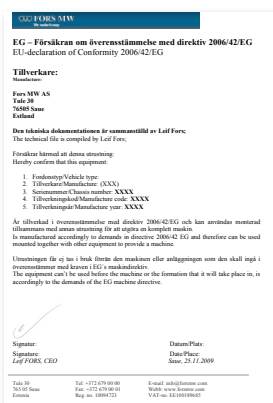 FORS MW
EG – Försäkran om överensstämmelse med direktiv 2006/42/EG
EU-declaration of Conformity 2006/42/EG
Tillverkare:
Manufacture:
Fors MW AS
Tule 30
76505 Saue
Estland
Den tekniska dokumentationen är sammanställd av Leif Fors;
The technical file is compiled by Leif Fors;
Försäkrar härmed att denna utrustning:
Hereby confirm that this equipment:
1. Fordonstyp/Vehicle type:
2. Tillverkare/Manufacture: (XXX)
3. Serienummer/Chassis number: XXXX
4. Tillverkningskod/Manufacture code: XXXX
5. Tillverkningsår/Manufacture year: XXXX
Är tillverkad i överensstämmelse med direktiv 2006/42/EG och kan användas monterad
tillsammans med annan utrustning för att utgöra en komplett maskin.
Is manufactured accordingly to demands in directive 2006/42 EG and therefore can be used
mounted together with other equipment to provide a machine.
Utrustningen får ej tas i bruk förrän den maskinen eller anläggningen som den skall ingå i
överensstämmer med kraven i EG's maskindirektiv.
The equipment can't be used before the machine or the formation that it will take place in, is
accordingly to the demands of the EG machine directive.
Signatur: Datum/Plats:
Signature: Date/Place:
Leif FORS, CEO Saue, 25.11.2009
Tule 30 Tel: +372 679 00 00 E-mail: info@forsmw.com
76505 Saue Fax: +372 679 00 01 Webb: www.forsmw.com
Estonia Reg. no. 10094723 VAT-no. EE100180685